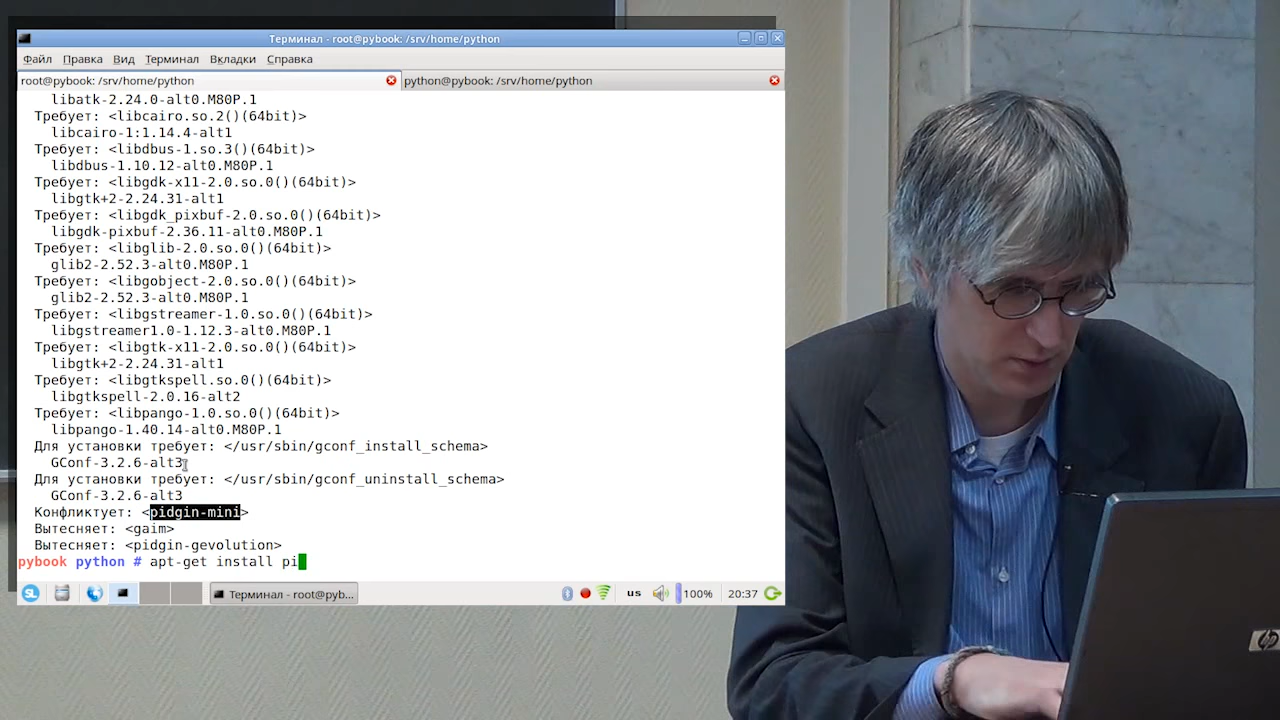 Терминал - root@pybook: /srv/home/python
Файл Правка Вид Терминал Вкладки Справка
root@pybook: /srv/home/python python@pybook: /srv/home/python
libatk-2.24.0-alt0.M80P.1
Требует: <libcairo.so.2()(64bit)>
libcairo-1:1.14.4-alt1
Требует: <libdbus-1.so.3()(64bit)>
libdbus-1.10.12-alt0.M80P.1
Требует: <libgdk-x11-2.0.so.0()(64bit)>
libgtk+2-2.24.31-alt1
Требует: <libgdk_pixbuf-2.0.so.0()(64bit)>
libgdk-pixbuf-2.36.11-alt0.M80P.1
Требует: <libglib-2.0.so.0()(64bit)>
glib2-2.52.3-alt0.M80P.1
Требует: <libgobject-2.0.so.0()(64bit)>
glib2-2.52.3-alt0.M80P.1
Требует: <libgstreamer-1.0.so.0()(64bit)>
libgstreamer1.0-1.12.3-alt0.M80P.1
Требует: <libgtk-x11-2.0.so.0()(64bit)>
libgtk+2-2.24.31-alt1
Требует: <libgtkspell.so.0()(64bit)>
libgtkspell-2.0.16-alt2
Требует: <libpango-1.0.so.0()(64bit)>
libpango-1.40.14-alt0.M80P.1
Для установки требует: </usr/sbin/gconf_install_schema>
GConf-3.2.6-alt3
Для установки требует: </usr/sbin/gconf_uninstall_schema>
GConf-3.2.6-alt3
Конфликтует: <pidgin-mini>
Вытесняет: <gaim>
Вытесняет: <pidgin-gevolution>
pybook python # apt-get install pi
SL Терминал - root@pyb... us 100% 20:37
hp